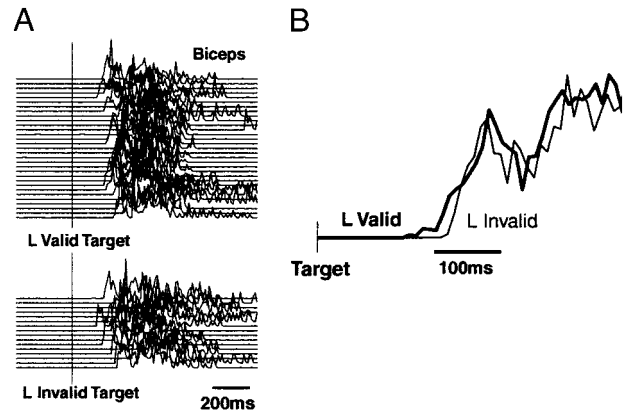 A
Biceps
L Valid Target
L Invalid Target
200ms
B
L Valid
L Invalid
Target
100ms